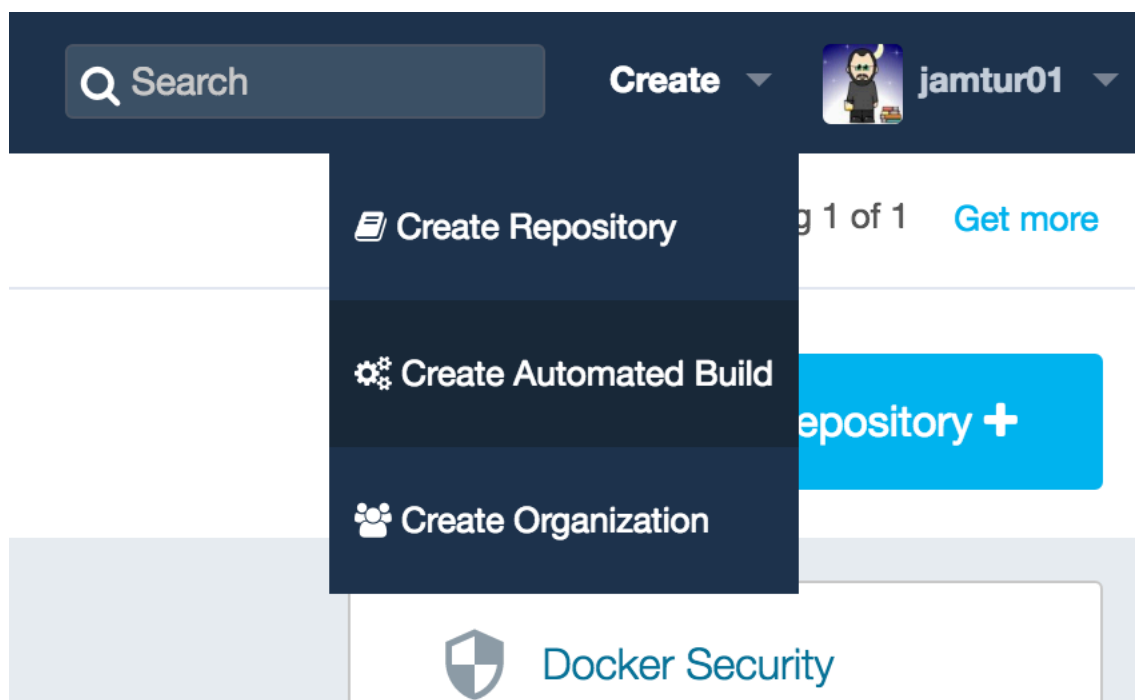 Search
Create
jamtur01
Create Repository
g 1 of 1
Get more
Create Automated Build
epository +
Create Organization
Docker Security